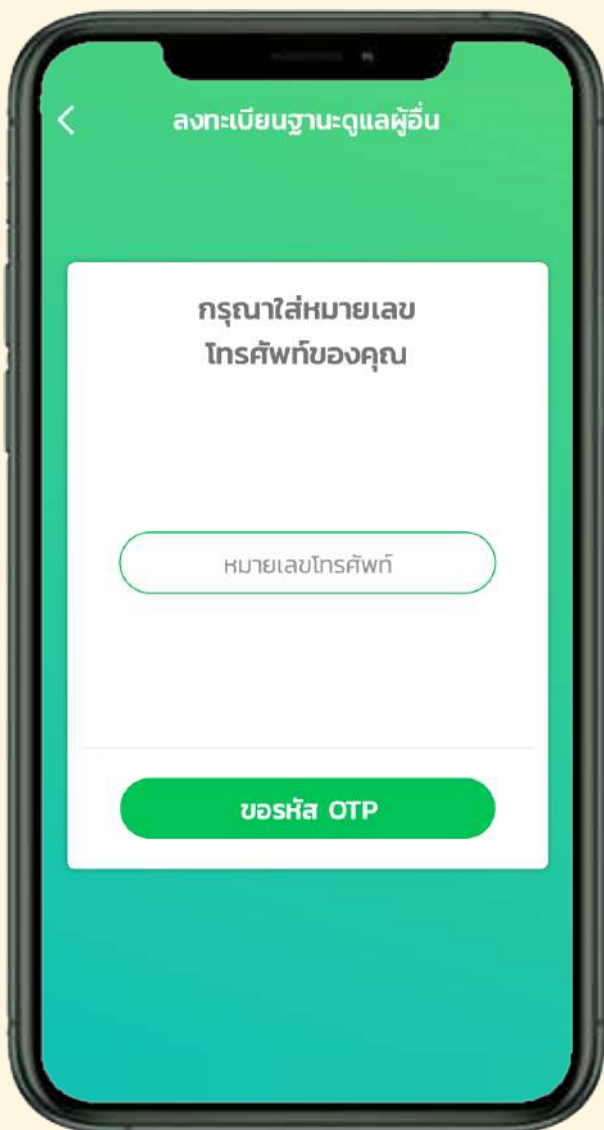 ลงทะเบียนฐานะดูแลผู้อื่น
กรุณาใส่หมายเลข
โทรศัพท์ของคุณ
หมายเลขโทรศัพท์
ขอรหัส OTP